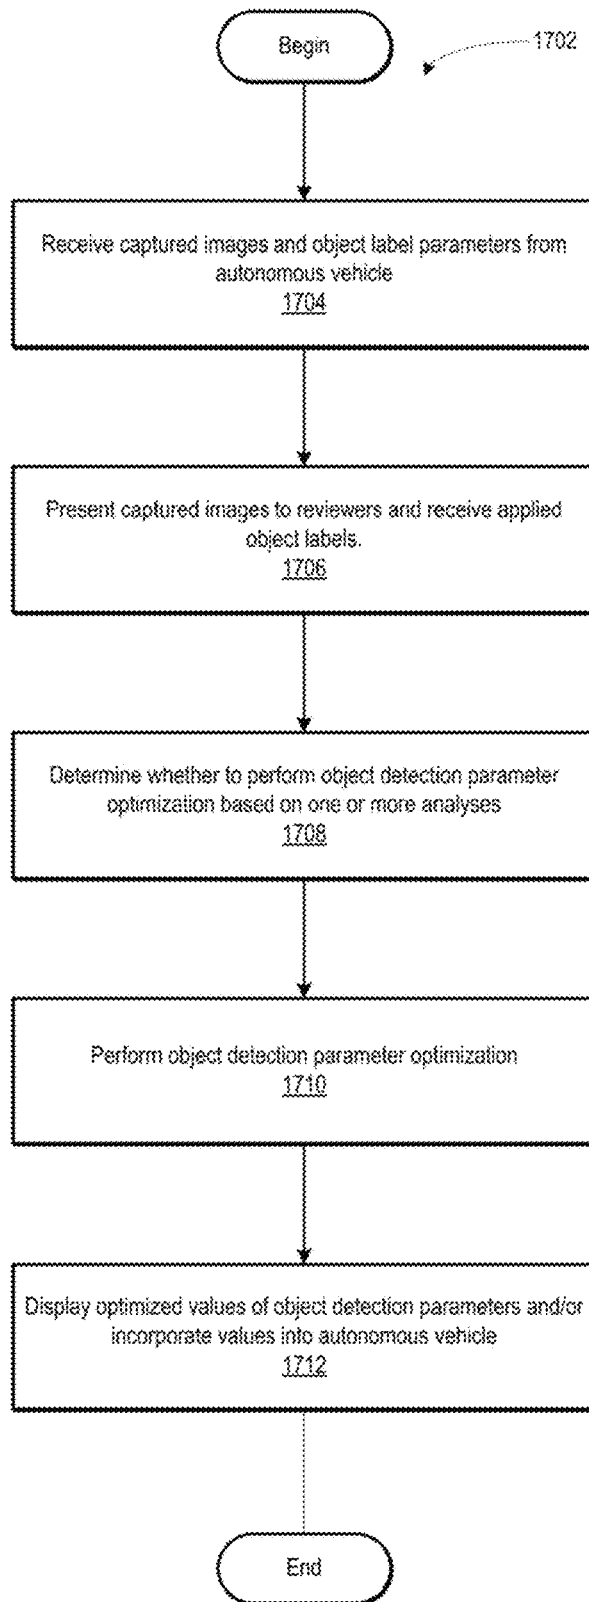 Begin
1702
Receive captured images and object label parameters from
autonomous vehicle
1704
Present captured images to reviewers and receive applied
object labels.
1706
Determine whether to perform object detection parameter
optimization based on one or more analyses
1708
Perform object detection parameter optimization
1710
Display optimized values of object detection parameters and/or
incorporate values into autonomous vehicle
1712
End